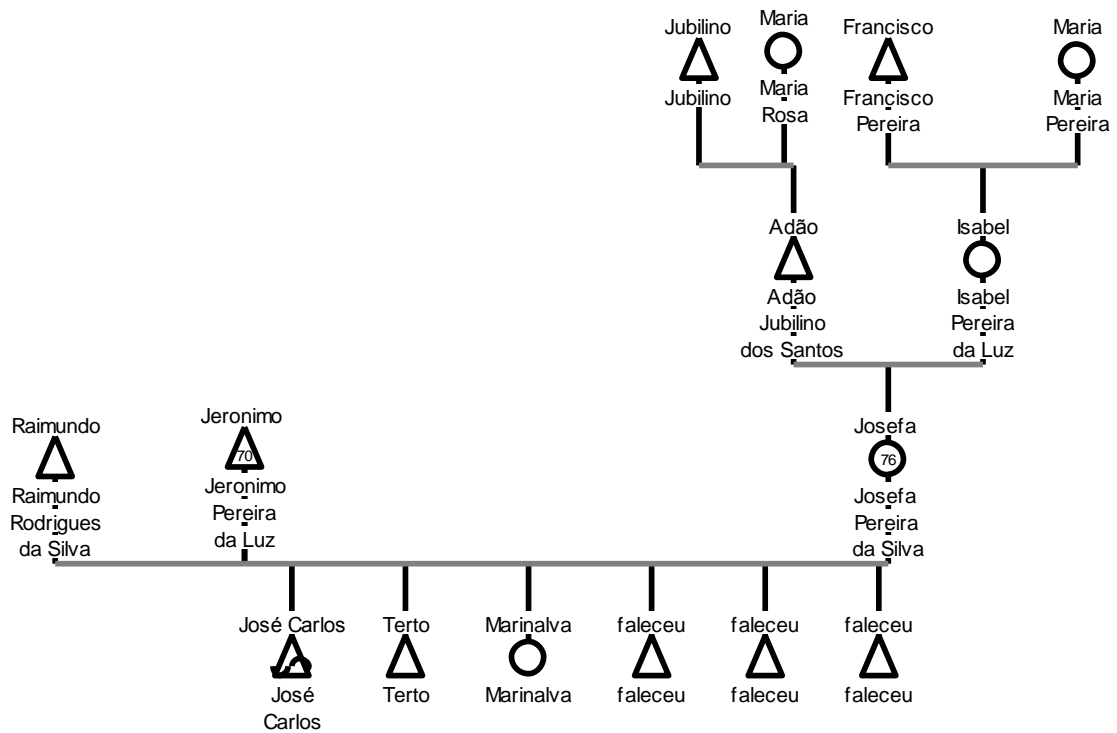 Jubilino
Maria
Francisco
Maria
Jubilino
Maria
Rosa
Francisco
Pereira
Maria
Pereira
Adão
Isabel
Adão
Jubilino
dos Santos
Isabel
Pereira
da Luz
Raimundo
Jeronimo
Josefa
70
76
Raimundo
Rodrigues
da Silva
Jeronimo
Pereira
da Luz
Josefa
Pereira
da Silva
José Carlos
Terto
Marinalva
faleceu
faleceu
faleceu
José
Carlos
Terto
Marinalva
faleceu
faleceu
faleceu